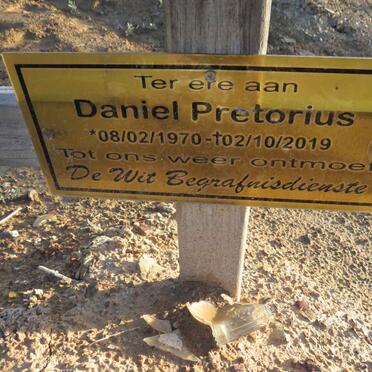 Ter ere aan
Daniel Pretorius
*08/02/1970-†02/10/2019
Tot ons weer ontmoet
De Wit Begrafnisdienste